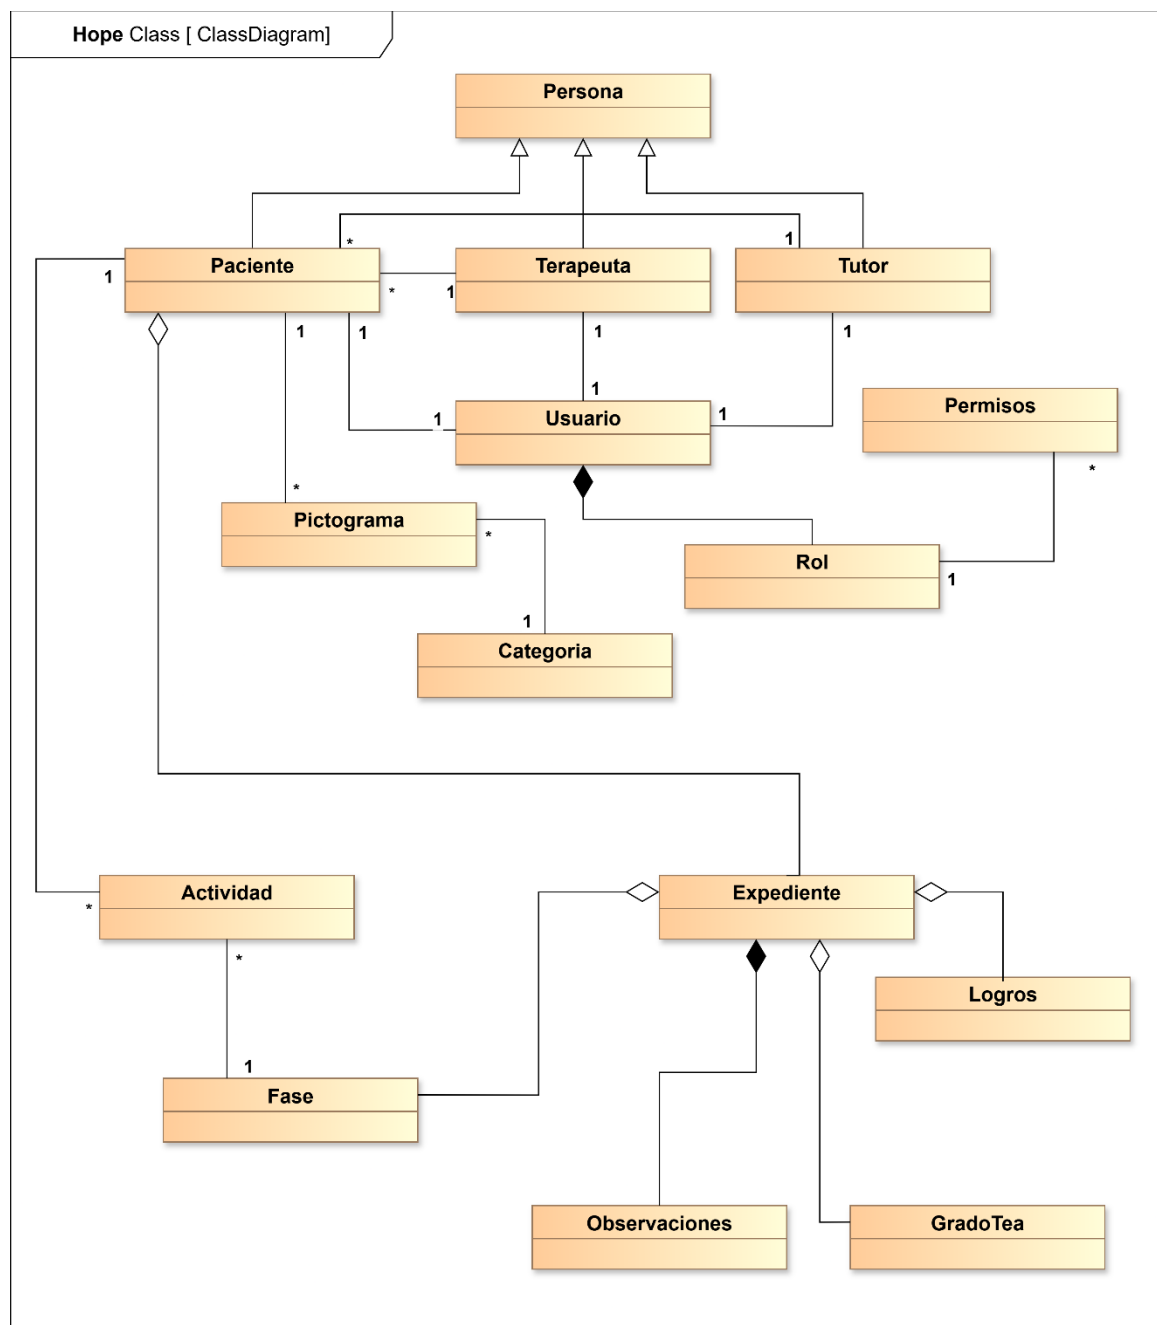 Hope Class [ ClassDiagram]
Persona
*
1
Paciente
Terapeuta
Tutor
1
*
1
1
1
1
1
1
Permisos
1
1
Usuario
*
*
Pictograma
*
Rol
1
1
Categoria
Actividad
Expediente
*
*
Logros
1
Fase
Observaciones
GradoTea